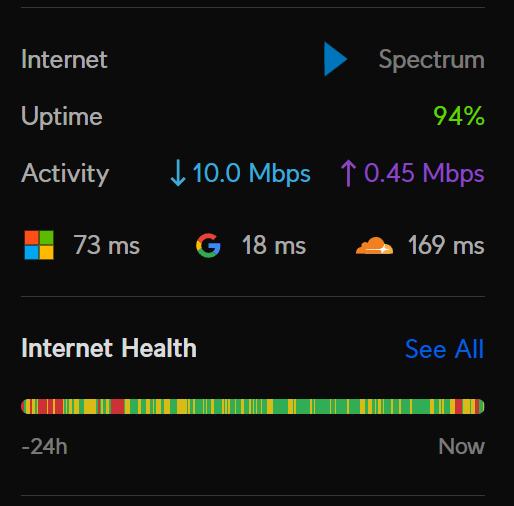 Internet Spectrum
Uptime 94%
Activity ↓ 10.0 Mbps ↑ 0.45 Mbps
73 ms 18 ms 169 ms
Internet Health See All
-24h Now